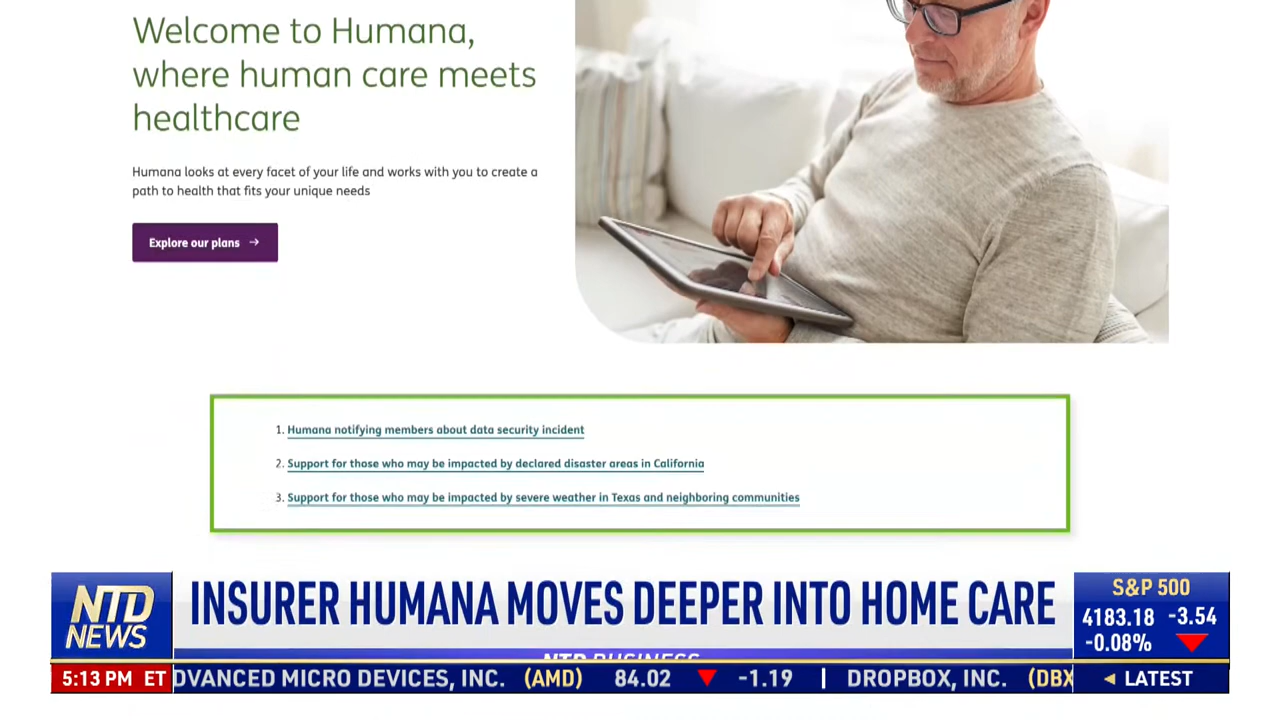 Welcome to Humana,
where human care meets
healthcare
Humana looks at every facet of your life and works with you to create a
path to health that fits your unique needs
Explore our plans →
1. Humana notifying members about data security incident
2. Support for those who may be impacted by declared disaster areas in California
3. Support for those who may be impacted by severe weather in Texas and neighboring communities
NTD
NEWS
INSURER HUMANA MOVES DEEPER INTO HOME CARE
NTD BUSINESS
S&P 500
4183.18 -3.54
-0.08%
5:13 PM ET
DVANCED MICRO DEVICES, INC. (AMD) 84.02 ▼ -1.19 | DROPBOX, INC. (DBX
◄ LATEST